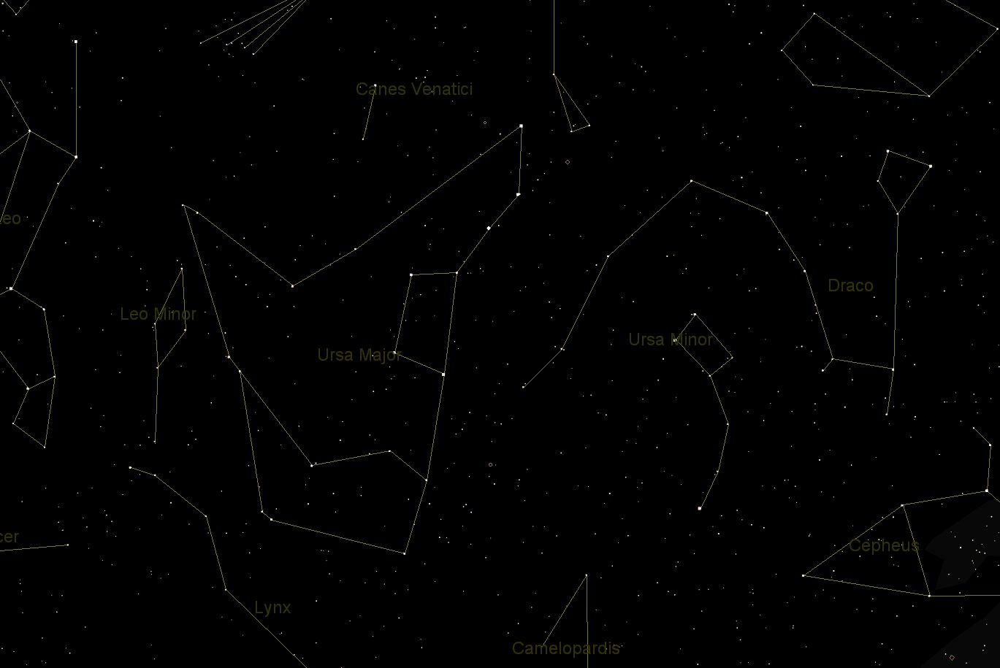 Canes Venatici
eo
Draco
Leo Minor
Ursa Minor
Ursa Major
cer
Cepheus
Lynx
Camelopardis